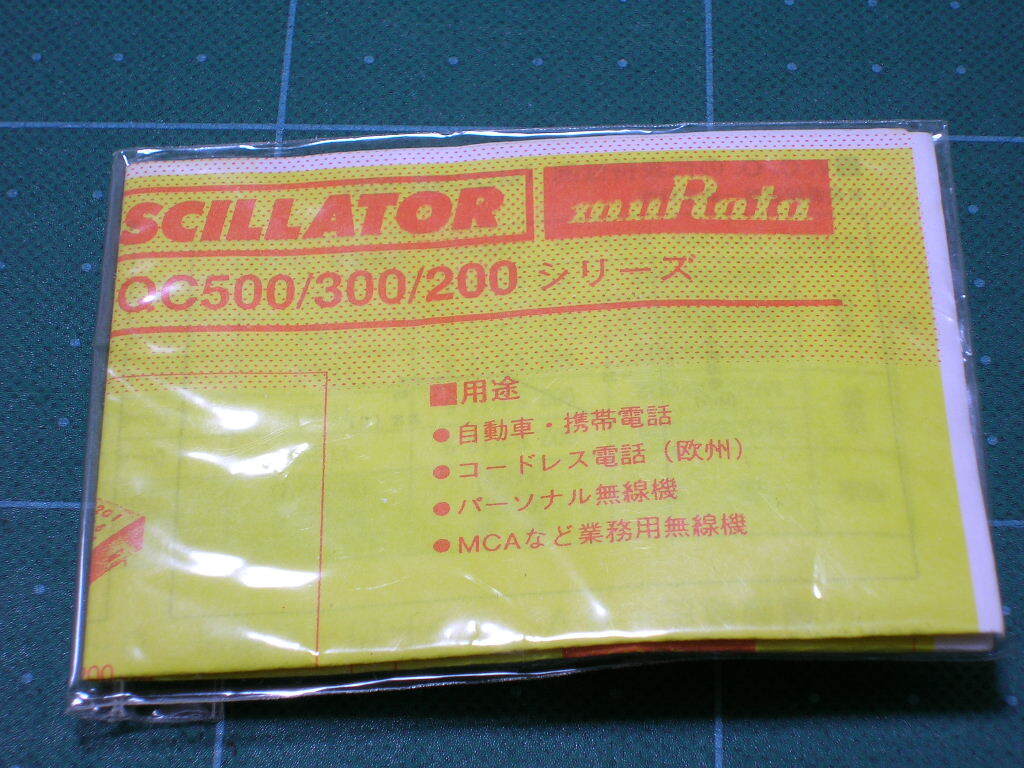 SCILLATOR muRata
QC500/300/200 シリーズ
■用途
●自動車・携帯電話
●コードレス電話（欧州）
●パーソナル無線機
●MCAなど業務用無線機